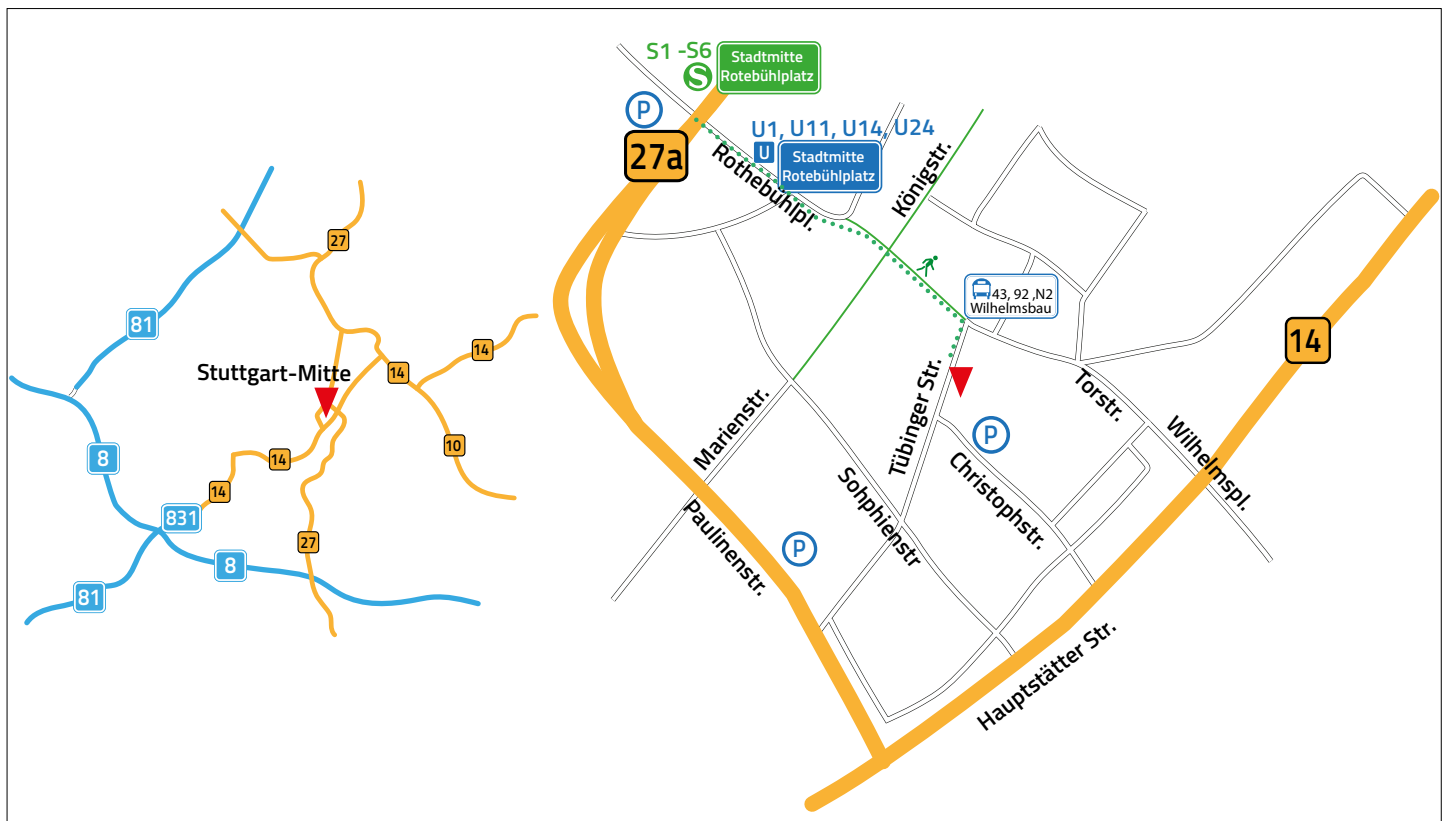 27
81
14
Stuttgart-Mitte
14
8
10
14
14
831
27
8
81
S1 -S6
S
Stadtmitte
Rotebühlplatz
P
27a
U1, U11, U14, U24
U
Stadtmitte
Rotebühlplatz
Rothebühlpl.
Königstr.
43, 92 ,N2
Wilhelmsbau
14
Tübinger Str.
Torstr.
Marienstr.
P
Wilhelmspl.
Christophstr.
Sohphienstr
Paulinenstr.
P
Hauptstätter Str.